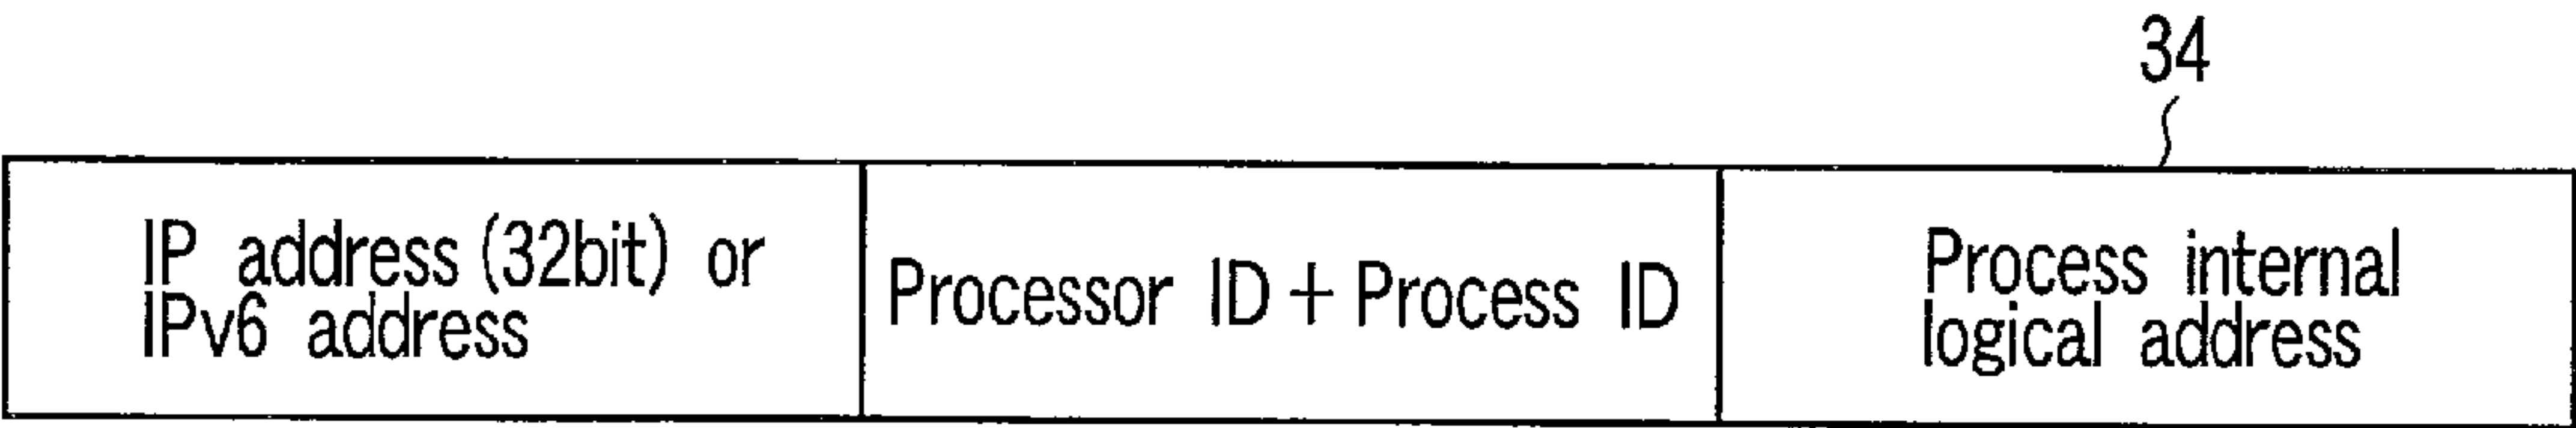 34
IP address (32bit) or
IPv6 address
Processor ID + Process ID
Process internal
logical address